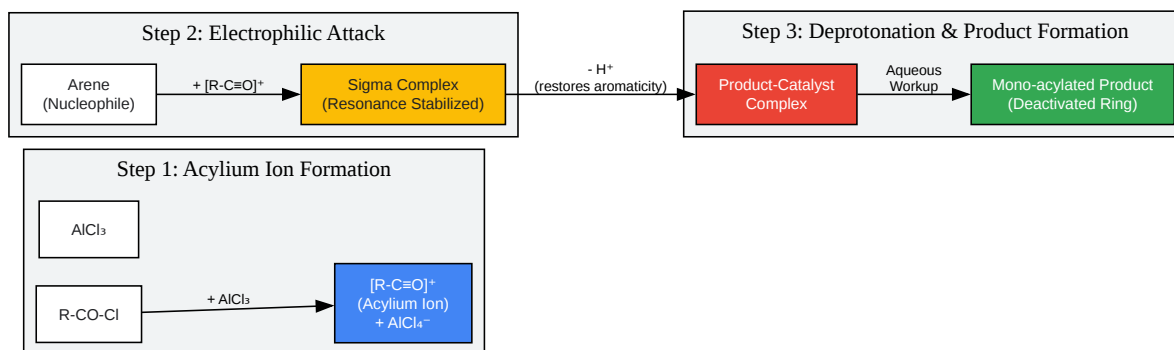 Step 2: Electrophilic Attack
Arene
(Nucleophile)
+ [R-C≡O]⁺
Sigma Complex
(Resonance Stabilized)
- H⁺
(restores aromaticity)
Step 3: Deprotonation & Product Formation
Product-Catalyst
Complex
Aqueous
Workup
Mono-acylated Product
(Deactivated Ring)
Step 1: Acylium Ion Formation
AlCl₃
R-CO-Cl
+ AlCl₃
[R-C≡O]⁺
(Acylium Ion)
+ AlCl₄⁻